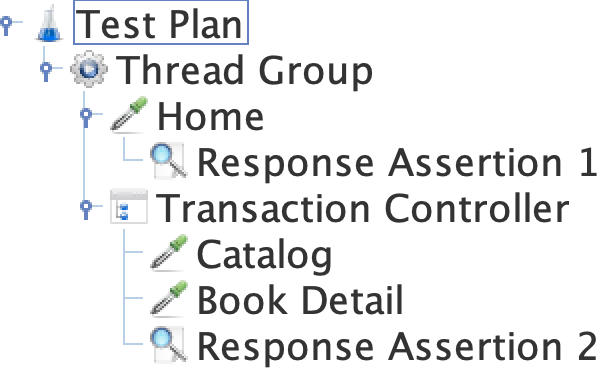 Test Plan
Thread Group
Home
Response Assertion 1
Transaction Controller
Catalog
Book Detail
Response Assertion 2